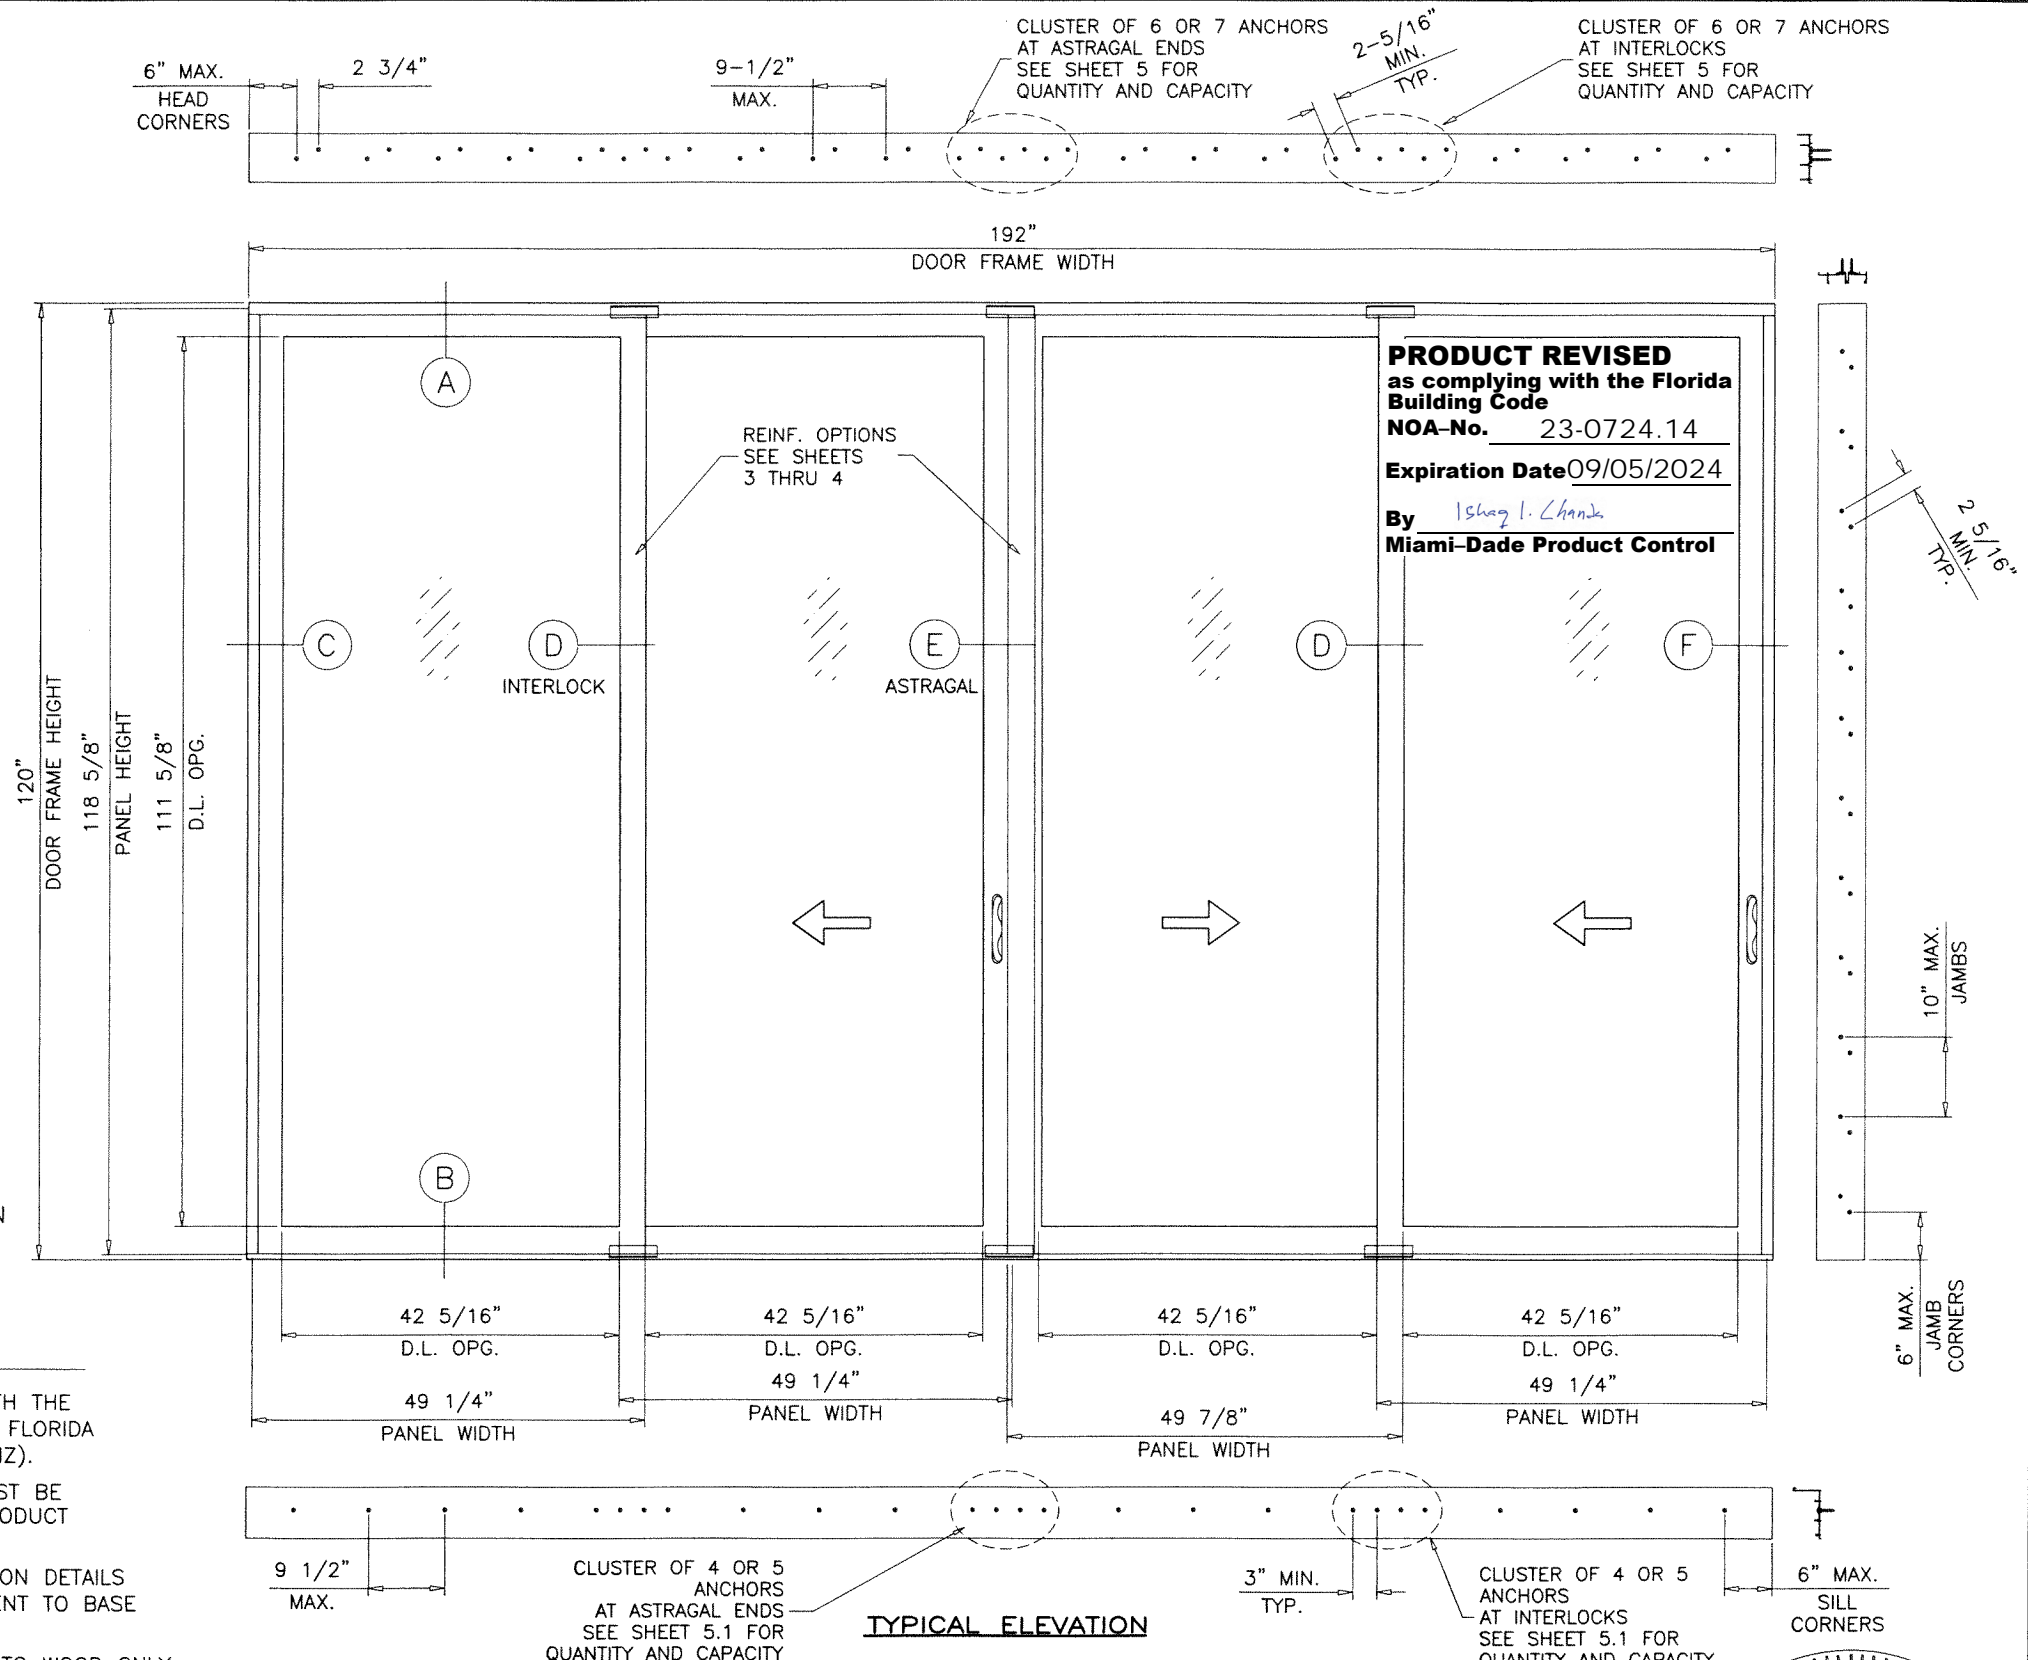 CLUSTER OF 6 OR 7 ANCHORS
AT ASTRAGAL ENDS
SEE SHEET 5 FOR
QUANTITY AND CAPACITY
2-5/16"
MIN.
TYP.
CLUSTER OF 6 OR 7 ANCHORS
AT INTERLOCKS
SEE SHEET 5 FOR
QUANTITY AND CAPACITY
6" MAX.
HEAD
CORNERS
2 3/4"
9-1/2"
MAX.
192"
DOOR FRAME WIDTH
A
PRODUCT REVISED
as complying with the Florida
Building Code
NOA–No. 23-0724.14
Expiration Date 09/05/2024
By Ishaq I. Chanda
Miami–Dade Product Control
REINF. OPTIONS
SEE SHEETS
3 THRU 4
2 5/16"
MIN.
TYP.
C
D
INTERLOCK
E
ASTRAGAL
D
F
120"
DOOR FRAME HEIGHT
118 5/8"
PANEL HEIGHT
111 5/8"
D.L. OPG.
10" MAX.
JAMBS
B
6" MAX.
JAMB
CORNERS
42 5/16"
D.L. OPG.
42 5/16"
D.L. OPG.
42 5/16"
D.L. OPG.
42 5/16"
D.L. OPG.
49 1/4"
PANEL WIDTH
49 1/4"
PANEL WIDTH
49 7/8"
PANEL WIDTH
49 1/4"
PANEL WIDTH
N
TH THE
FLORIDA
IZ).
ST BE
ODUCT
ON DETAILS
ENT TO BASE
TO WOOD ONLY
9 1/2"
MAX.
CLUSTER OF 4 OR 5
ANCHORS
AT ASTRAGAL ENDS
SEE SHEET 5.1 FOR
QUANTITY AND CAPACITY
TYPICAL ELEVATION
3" MIN.
TYP.
CLUSTER OF 4 OR 5
ANCHORS
AT INTERLOCKS
SEE SHEET 5.1 FOR
QUANTITY AND CAPACITY
6" MAX.
SILL
CORNERS